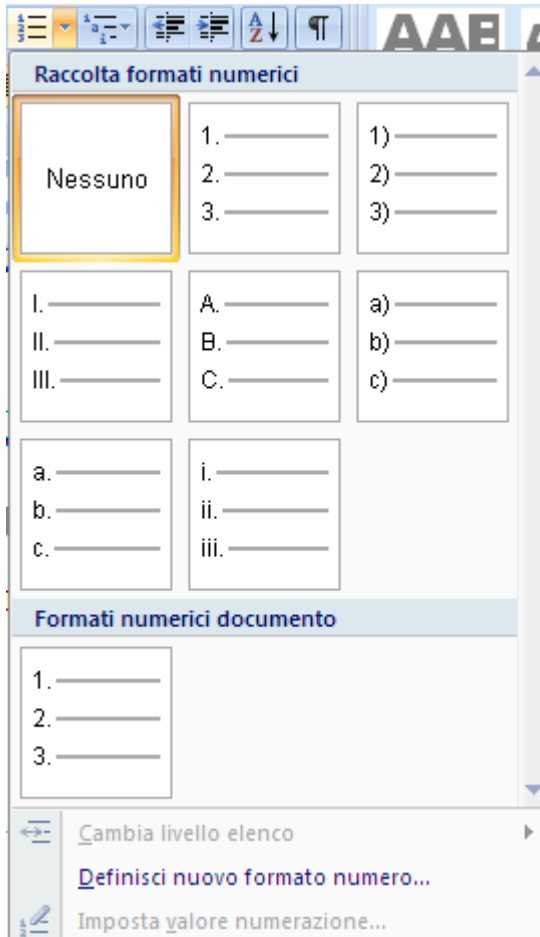 AAB
Raccolta formati numerici
Nessuno
1.
2.
3.
1)
2)
3)
I.
II.
III.
A.
B.
C.
a)
b)
c)
a.
b.
c.
i.
ii.
iii.
Formati numerici documento
1.
2.
3.
Cambia livello elenco
Definisci nuovo formato numero...
Imposta valore numerazione...